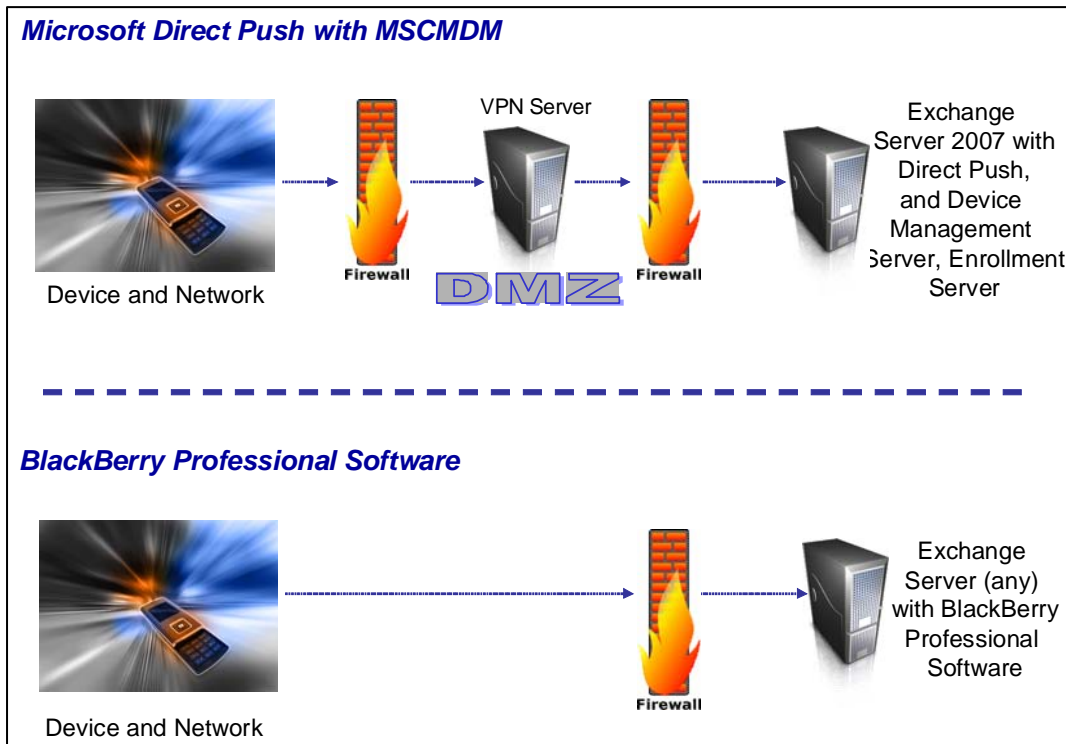 Microsoft Direct Push with MSCMDM
VPN Server
Exchange
Server 2007 with
Direct Push,
and Device
Management
Server, Enrollment
Server
Firewall
Firewall
DMZ
Device and Network
BlackBerry Professional Software
Exchange
Server (any)
with BlackBerry
Professional
Software
Firewall
Device and Network